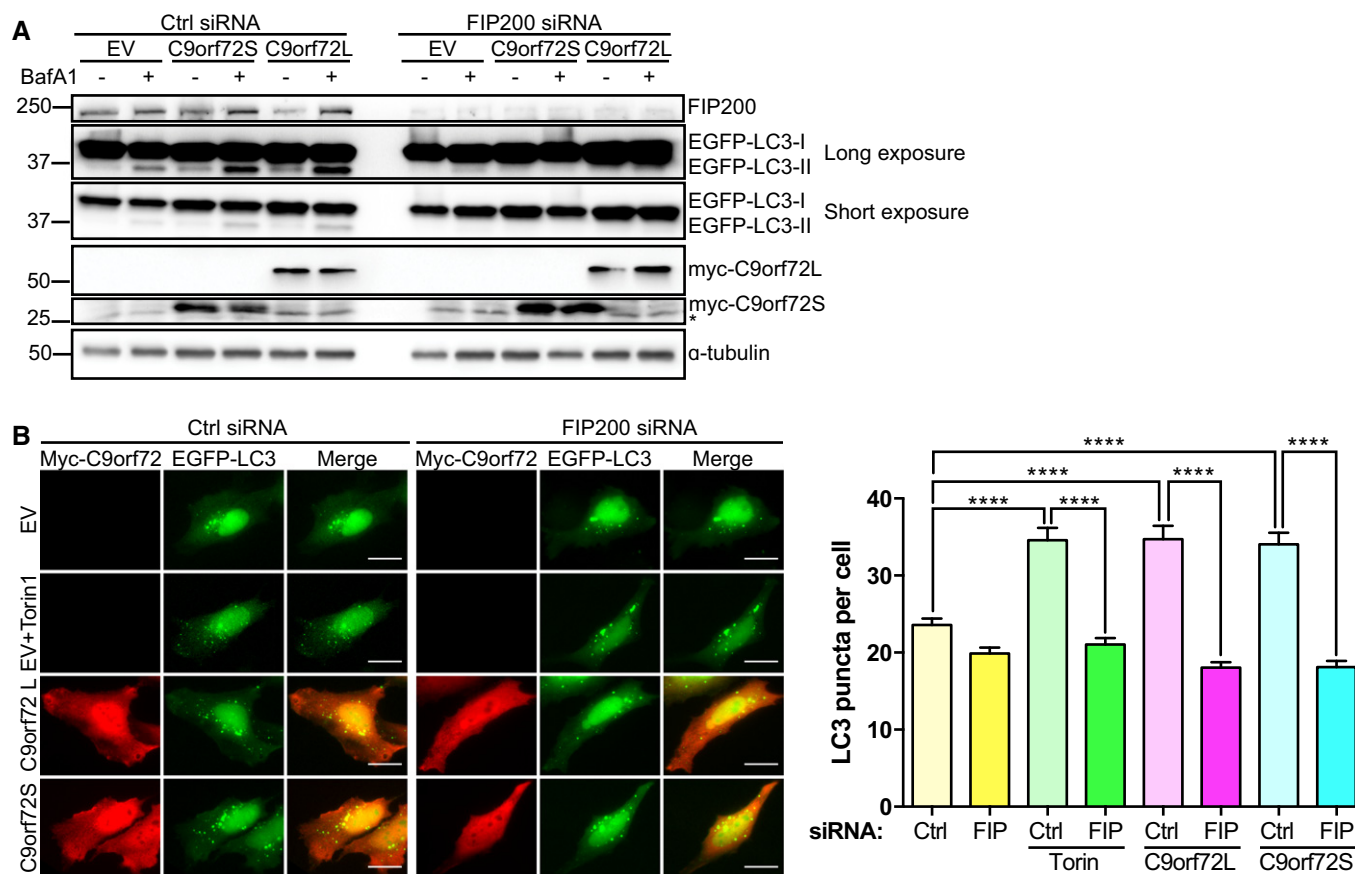 A
Ctrl siRNA
FIP200 siRNA
EV C9orf72S C9orf72L
EV C9orf72S C9orf72L
BafA1 - + - + - + - + - + - +
250 FIP200
EGFP-LC3-I
37 EGFP-LC3-II
Long exposure
EGFP-LC3-I
37 EGFP-LC3-II
Short exposure
50 myc-C9orf72L
myc-C9orf72S
25 *
50 α-tubulin
B
Ctrl siRNA
FIP200 siRNA
Myc-C9orf72 EGFP-LC3 Merge
Myc-C9orf72 EGFP-LC3 Merge
EV
EV+Torin1
C9orf72 L
C9orf72S
****
****
****
****
****
****
LC3 puncta per cell
40
30
20
10
0
siRNA: Ctrl FIP Ctrl FIP Ctrl FIP Ctrl FIP
Torin C9orf72L C9orf72S